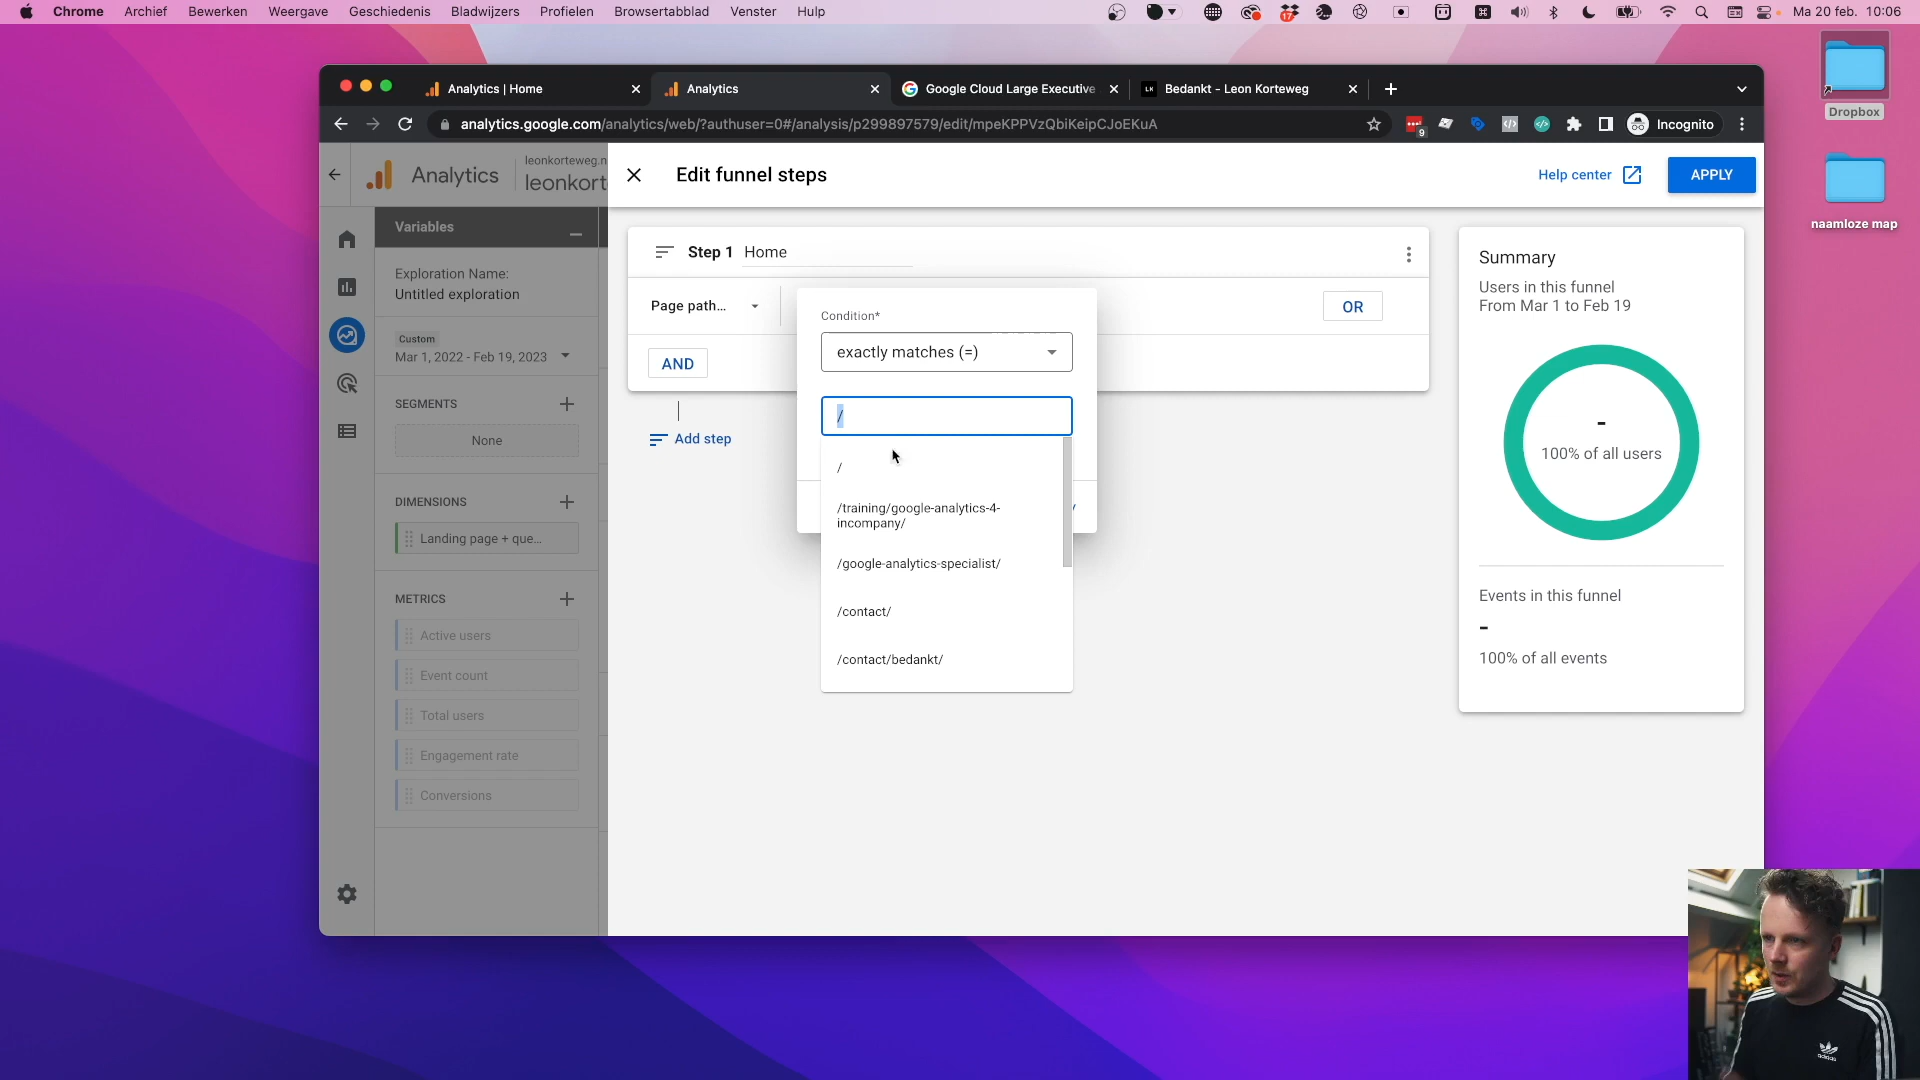 Chrome Archief Bewerken Weergave Geschiedenis Bladwijzers Profielen Browsertabblad Venster Hulp
17
Ma 20 feb. 10:06
Analytics | Home
Analytics
Google Cloud Large Executive
LK Bedankt - Leon Korteweg
analytics.google.com/analytics/web/?authuser=0#/analysis/p299897579/edit/mpeKPPVzQbiKeipCJoEKuA
9
Incognito
Dropbox
naamloze map
Analytics
leonkorteweg.n
leonkort
Edit funnel steps
Help center
APPLY
Variables
Exploration Name:
Untitled exploration
Custom
Mar 1, 2022 - Feb 19, 2023
SEGMENTS
None
DIMENSIONS
Landing page + que...
METRICS
Active users
Event count
Total users
Engagement rate
Conversions
Step 1 Home
Page path...
OR
AND
Add step
Condition*
exactly matches (=)
/
/
/training/google-analytics-4-
incompany/
/google-analytics-specialist/
/contact/
/contact/bedankt/
Summary
Users in this funnel
From Mar 1 to Feb 19
-
100% of all users
Events in this funnel
-
100% of all events
adidas